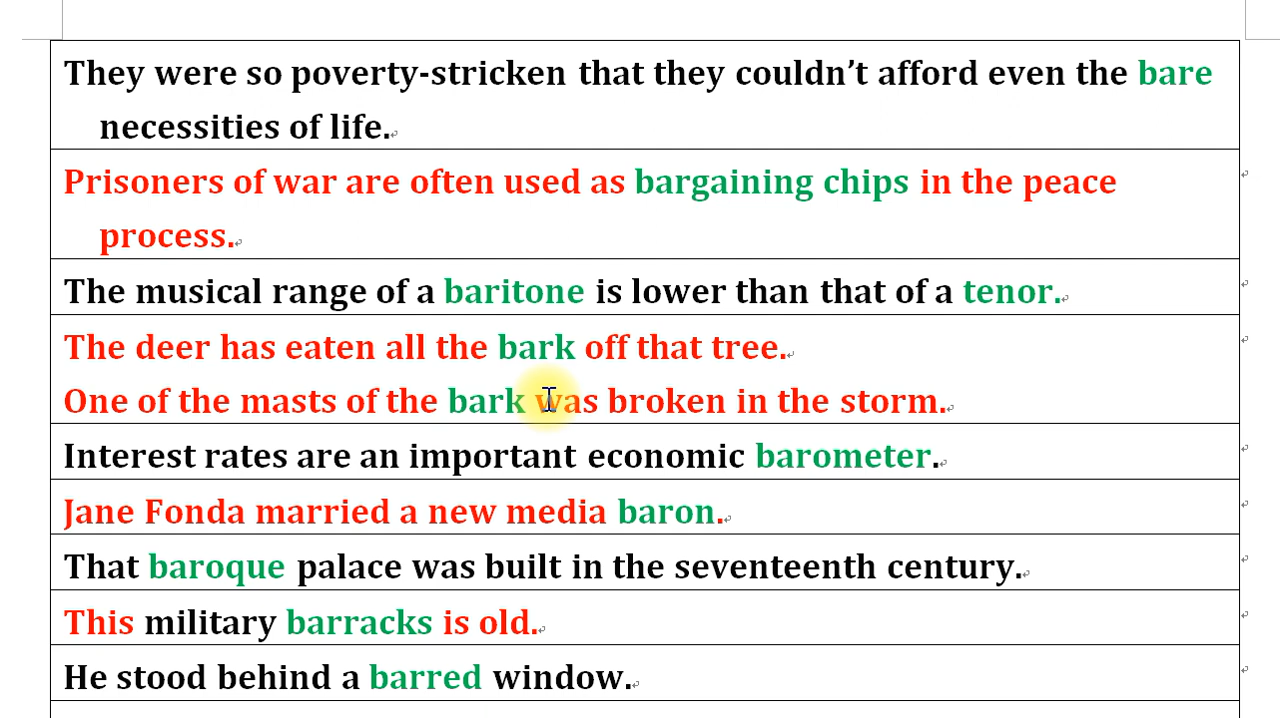 They were so poverty-stricken that they couldn’t afford even the bare
necessities of life.
Prisoners of war are often used as bargaining chips in the peace
process.
The musical range of a baritone is lower than that of a tenor.
The deer has eaten all the bark off that tree.
One of the masts of the bark was broken in the storm.
Interest rates are an important economic barometer.
Jane Fonda married a new media baron.
That baroque palace was built in the seventeenth century.
This military barracks is old.
He stood behind a barred window.